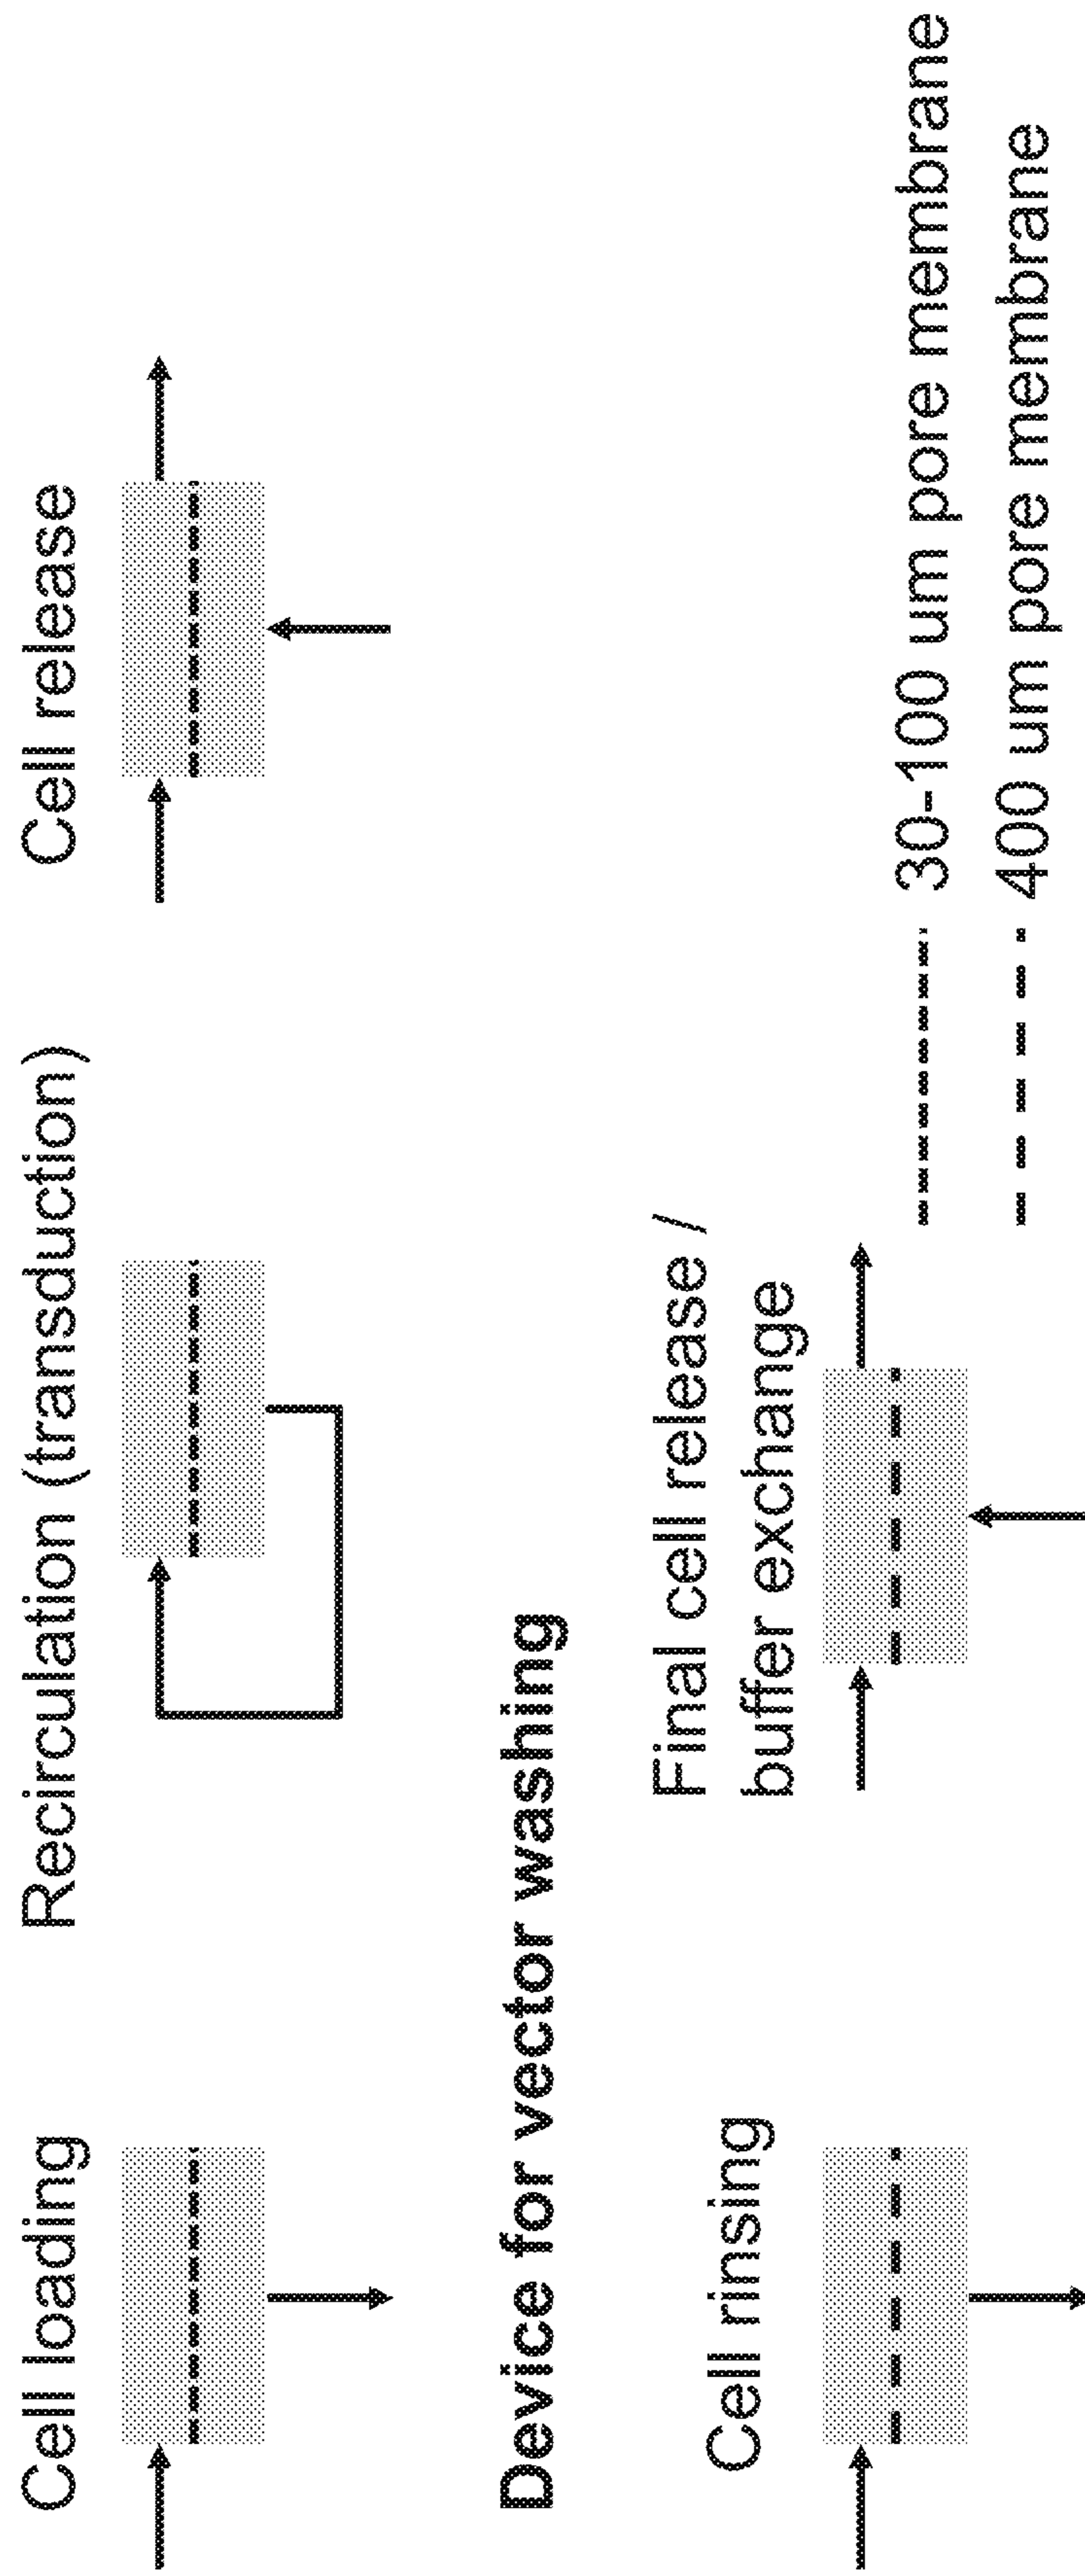 Cell loading
Recirculation (transduction)
Cell release
Device for vector washing
Cell rinsing
Final cell release /
buffer exchange
30-100 um pore membrane
400 um pore membrane